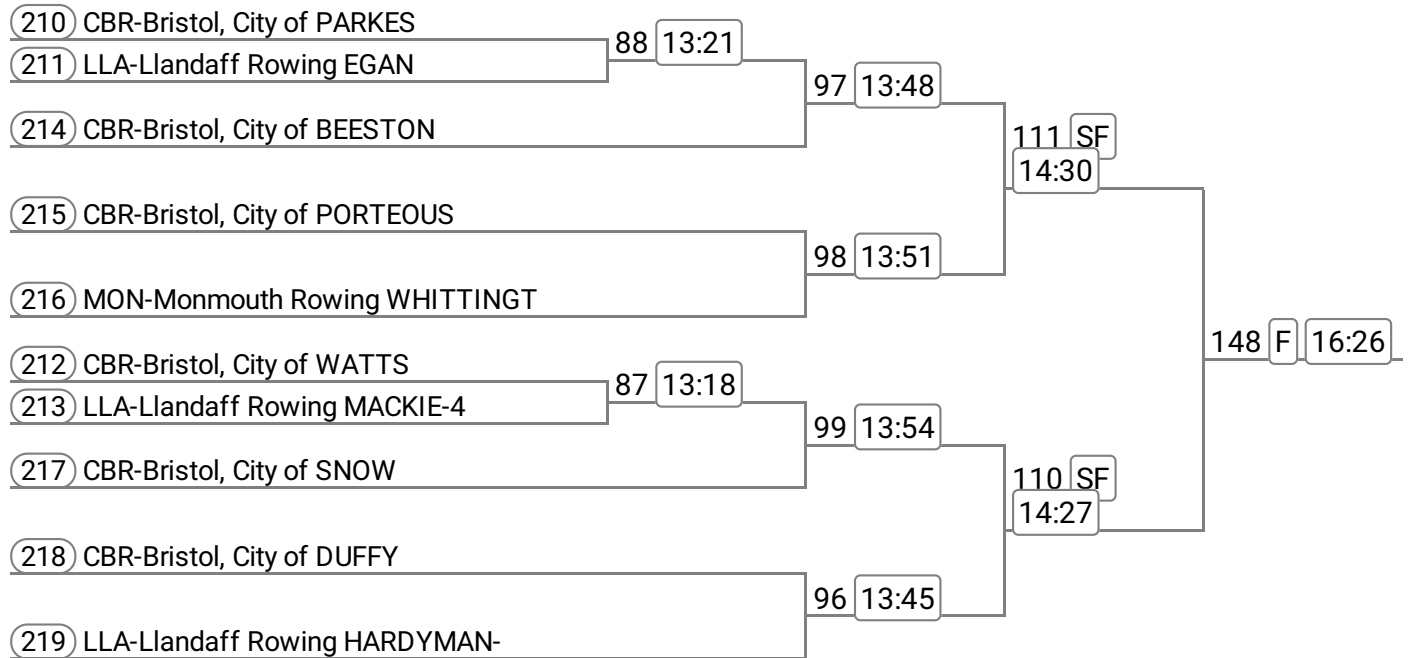 210 CBR-Bristol, City of PARKES
88 13:21
211 LLA-Llandaff Rowing EGAN
97 13:48
214 CBR-Bristol, City of BEESTON
111 SF
14:30
215 CBR-Bristol, City of PORTEOUS
98 13:51
216 MON-Monmouth Rowing WHITTINGT
148 F 16:26
212 CBR-Bristol, City of WATTS
87 13:18
213 LLA-Llandaff Rowing MACKIE-4
99 13:54
217 CBR-Bristol, City of SNOW
110 SF
14:27
218 CBR-Bristol, City of DUFFY
96 13:45
219 LLA-Llandaff Rowing HARDYMAN-